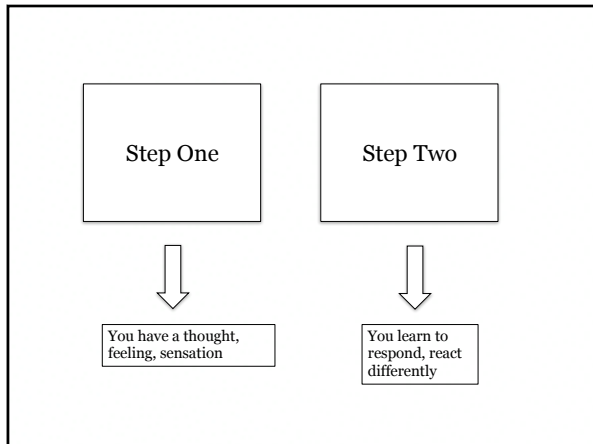 Step One
Step Two
You have a thought,
feeling, sensation
You learn to
respond, react
differently